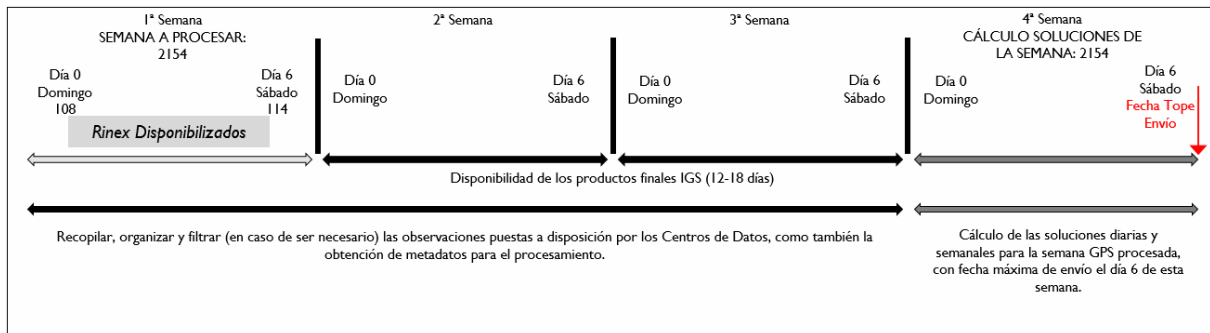 1ª Semana
SEMANA A PROCESAR:
2154
Día 0
Domingo
108
Día 6
Sábado
114
Rinex Disponibilizados
2ª Semana
Día 0
Domingo
Día 6
Sábado
3ª Semana
Día 0
Domingo
Día 6
Sábado
4ª Semana
CÁLCULO SOLUCIONES DE
LA SEMANA: 2154
Día 0
Domingo
Día 6
Sábado
Fecha Tope
Envío
Disponibilidad de los productos finales IGS (12-18 días)
Recopilar, organizar y filtrar (en caso de ser necesario) las observaciones puestas a disposición por los Centros de Datos, como también la
obtención de metadatos para el procesamiento.
Cálculo de las soluciones diarias y
semanales para la semana GPS procesada,
con fecha máxima de envío el día 6 de esta
semana.